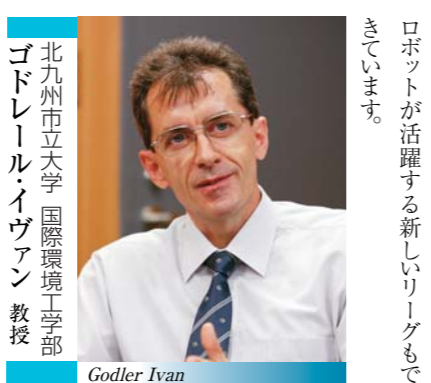 ロボットが活躍する新しいリーグもで
きています。
北九州市立大学 国際環境工学部
ゴドレール・イヴァン 教授
Godler Ivan